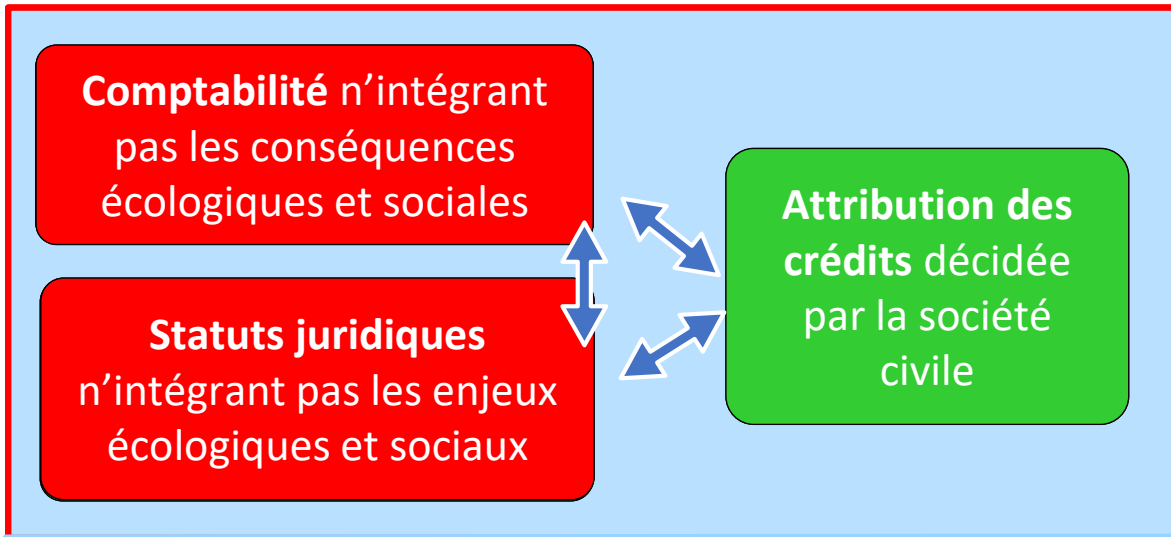 Comptabilité n’intégrant
pas les conséquences
écologiques et sociales
Statuts juridiques
n’intégrant pas les enjeux
écologiques et sociaux
Attribution des
crédits décidée
par la société
civile